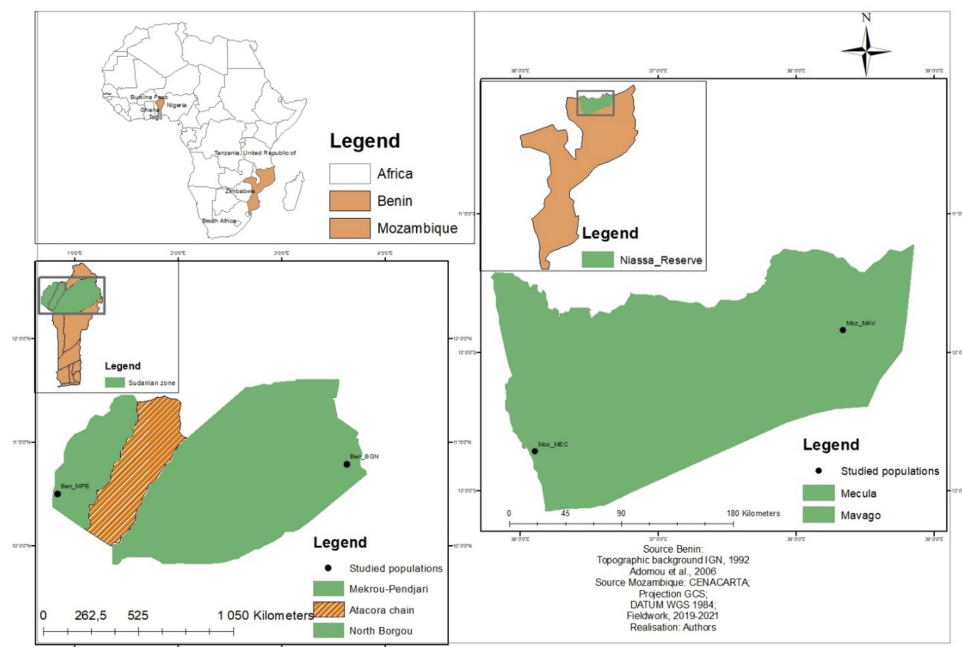 Burkina Faso
Ghana
Togo
Nigeria
Tanzania, United Republic of
Zimbabwe
South Africa
Legend
Africa
Benin
Mozambique
N
Legend
Niassa_Reserve
Moz_MAV
Moz_MEC
Legend
Studied populations
Mecula
Mavago
0 45 90 180 Kilometers
Legend
Sudanian zone
Ben_MPE
Ben_BGN
Legend
Studied populations
Mekrou-Pendjari
Atacora chain
North Borgou
0 262,5 525 1 050 Kilometers
Source Benin:
Topographic background IGN, 1992
Adomou et al., 2006
Source Mozambique: CENACARTA;
Projection GCS;
DATUM WGS 1984;
Fieldwork, 2019-2021
Realisation: Authors